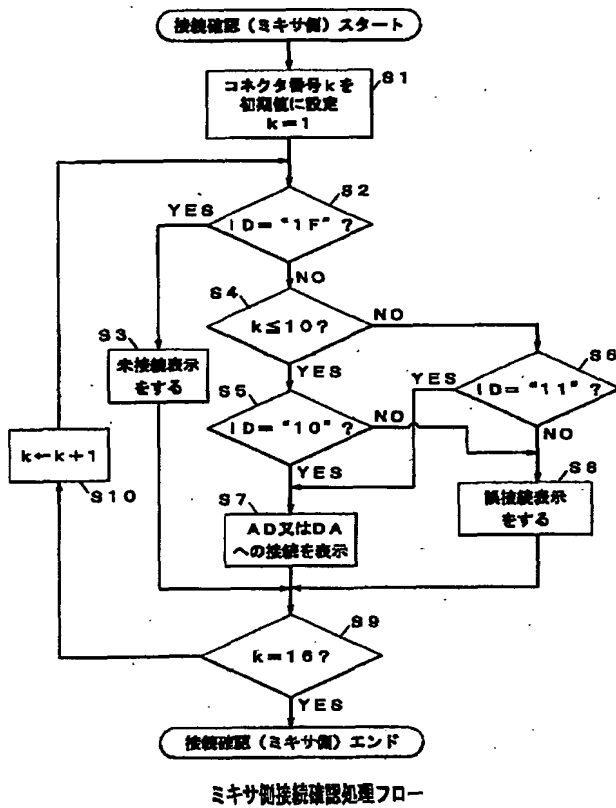 接続確認（ミキサ側）スタート
S1
コネクタ番号kを
初期値に設定
k＝1
S2
YES
ID＝“1F”？
NO
S4
k≦10？
NO
S3
未接続表示
をする
YES
S6
YES
ID＝“11”？
S5
ID＝“10”？
NO
NO
k←k＋1
S10
YES
S8
誤接続表示
をする
S7
AD又はDA
への接続を表示
S9
k＝16？
YES
接続確認（ミキサ側）エンド
ミキサ側接続確認処理フロー